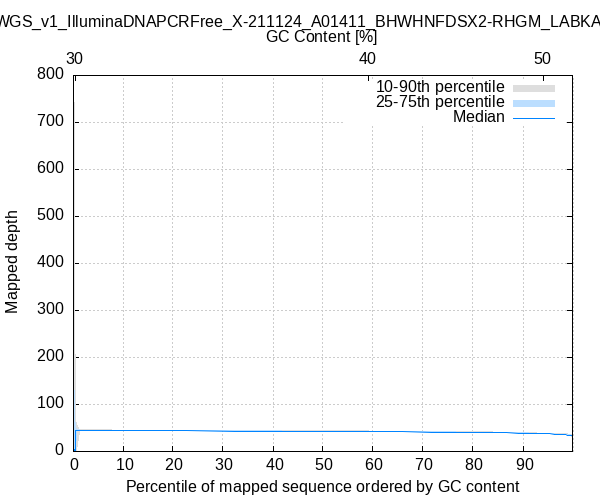 WGS_v1_IlluminaDNAPCRFree_X-211124_A01411_BHWHNFDSX2-RHGM_LABKA
GC Content [%]
30 40 50
800
10-90th percentile
25-75th percentile
Median
700
600
500
400
300
200
100
0
Mapped depth
0 10 20 30 40 50 60 70 80 90
Percentile of mapped sequence ordered by GC content